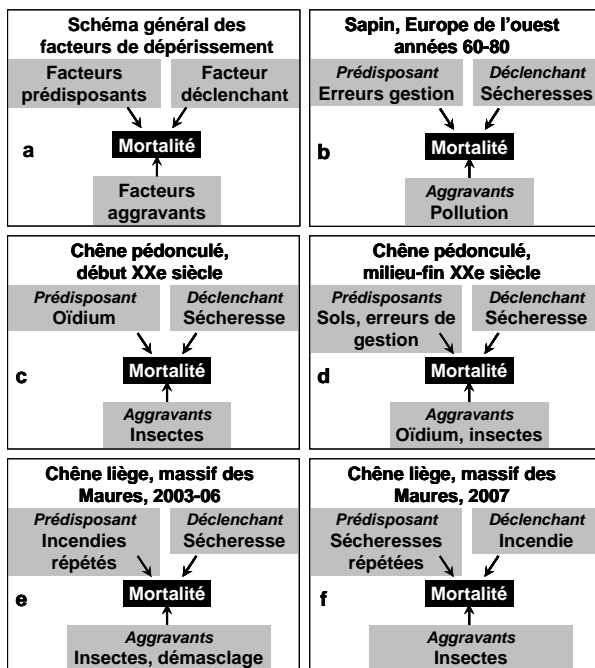 Schéma général des
facteurs de dépérissement
Facteurs
prédisposants
Facteur
déclenchant
Mortalité
a
Facteurs
aggravants
Sapin, Europe de l'ouest
années 60-80
Prédisposant
Erreurs gestion
Déclenchant
Sécheresses
Mortalité
b
Aggravants
Pollution
Chêne pédonculé,
début XXe siècle
Prédisposant
Oïdium
Déclenchant
Sécheresse
Mortalité
c
Aggravants
Insectes
Chêne pédonculé,
milieu-fin XXe siècle
Prédisposants
Sols, erreurs de
gestion
Déclenchant
Sécheresse
Mortalité
d
Aggravants
Oïdium, insectes
Chêne liège, massif des
Maures, 2003-06
Prédisposant
Incendies
répétés
Déclenchant
Sécheresse
Mortalité
e
Aggravants
Insectes, démasclage
Chêne liège, massif des
Maures, 2007
Prédisposant
Sécheresses
répétées
Déclenchant
Incendie
Mortalité
f
Aggravants
Insectes